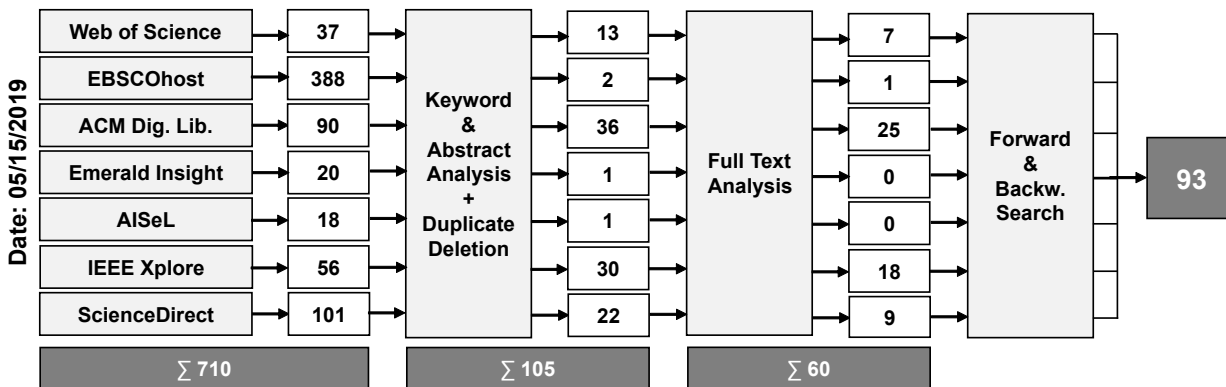 Date: 05/15/2019
Web of Science
37
13
7
EBSCOhost
388
2
1
ACM Dig. Lib.
90
36
25
Emerald Insight
20
1
0
AISeL
18
1
0
IEEE Xplore
56
30
18
ScienceDirect
101
22
9
Keyword
&
Abstract
Analysis
+
Duplicate
Deletion
Full Text
Analysis
Forward
&
Backw.
Search
93
∑ 710
∑ 105
∑ 60